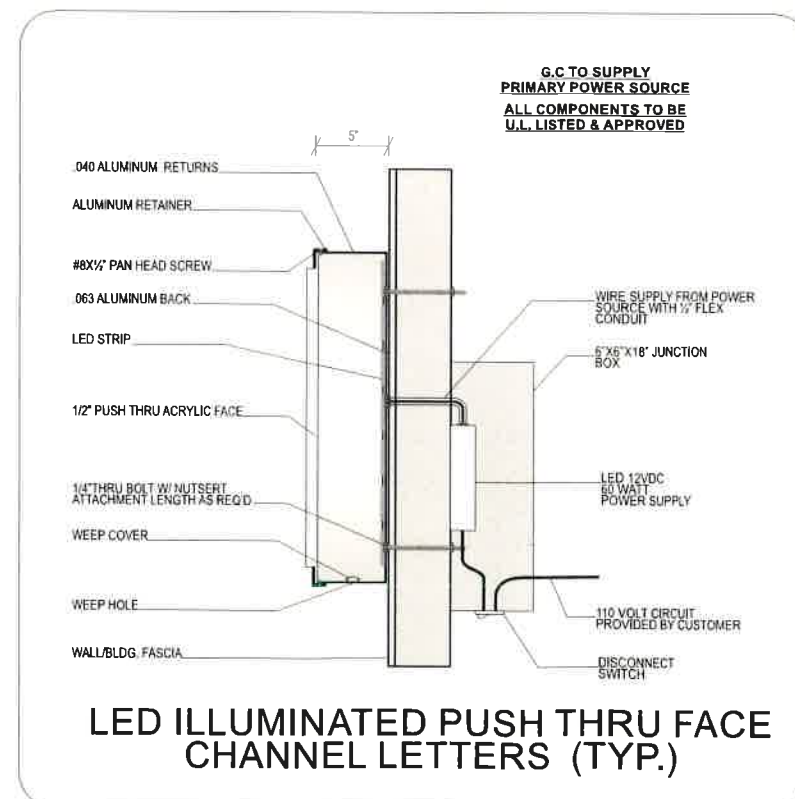 G.C TO SUPPLY
PRIMARY POWER SOURCE
ALL COMPONENTS TO BE
U.L. LISTED & APPROVED
5"
.040 ALUMINUM RETURNS
ALUMINUM RETAINER
#8X½" PAN HEAD SCREW
.063 ALUMINUM BACK
LED STRIP
1/2" PUSH THRU ACRYLIC FACE
1/4"THRU BOLT W/ NUTSERT
ATTACHMENT LENGTH AS REQ'D
WEEP COVER
WEEP HOLE
WALL/BLDG. FASCIA
WIRE SUPPLY FROM POWER
SOURCE WITH ½" FLEX
CONDUIT
6"X6"X18" JUNCTION
BOX
LED 12VDC
60 WATT
POWER SUPPLY
110 VOLT CIRCUIT
PROVIDED BY CUSTOMER
DISCONNECT
SWITCH
LED ILLUMINATED PUSH THRU FACE
CHANNEL LETTERS (TYP.)